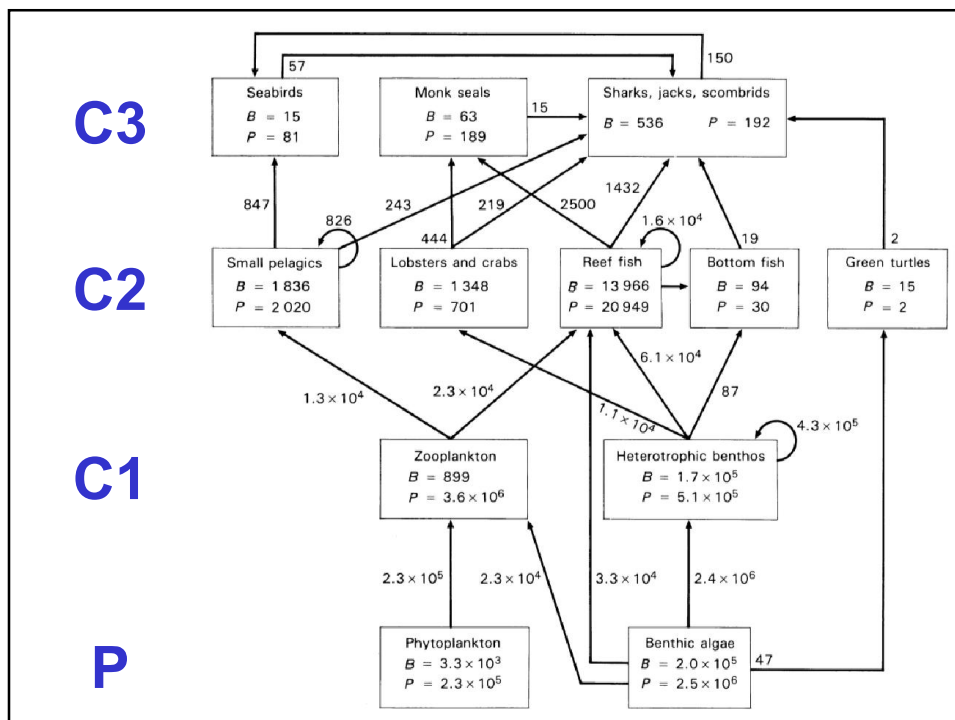 150
57
C3
Seabirds
B = 15
P = 81
Monk seals
B = 63
P = 189
15
Sharks, jacks, scombrids
B = 536 P = 192
847
826
243
444
219
2500
1432
1.6 × 10⁴
19
2
C2
Small pelagics
B = 1 836
P = 2 020
Lobsters and crabs
B = 1 348
P = 701
Reef fish
B = 13 966
P = 20 949
Bottom fish
B = 94
P = 30
Green turtles
B = 15
P = 2
1.3 × 10⁴
2.3 × 10⁴
1.1 × 10⁴
6.1 × 10⁴
87
4.3 × 10⁵
C1
Zooplankton
B = 899
P = 3.6 × 10⁶
Heterotrophic benthos
B = 1.7 × 10⁵
P = 5.1 × 10⁵
2.3 × 10⁵
2.3 × 10⁴
3.3 × 10⁴
2.4 × 10⁶
P
Phytoplankton
B = 3.3 × 10³
P = 2.3 × 10⁵
Benthic algae
B = 2.0 × 10⁵
P = 2.5 × 10⁶
47